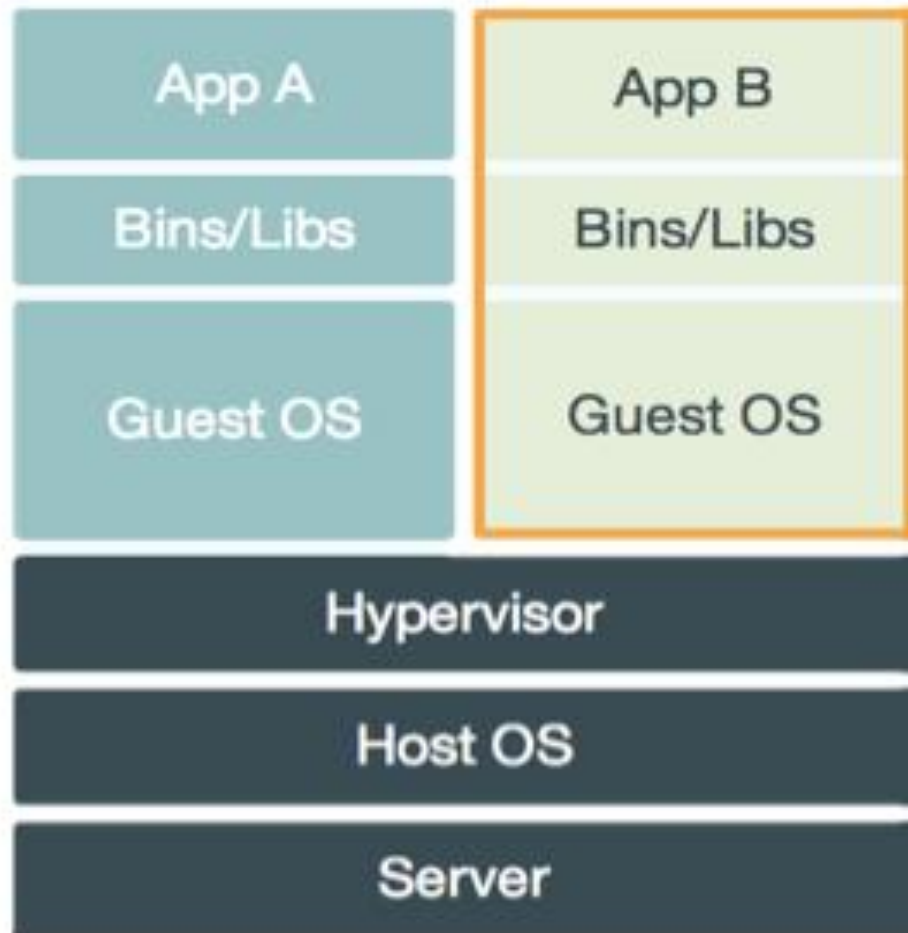 App A
App B
Bins/Libs
Bins/Libs
Guest OS
Guest OS
Hypervisor
Host OS
Server